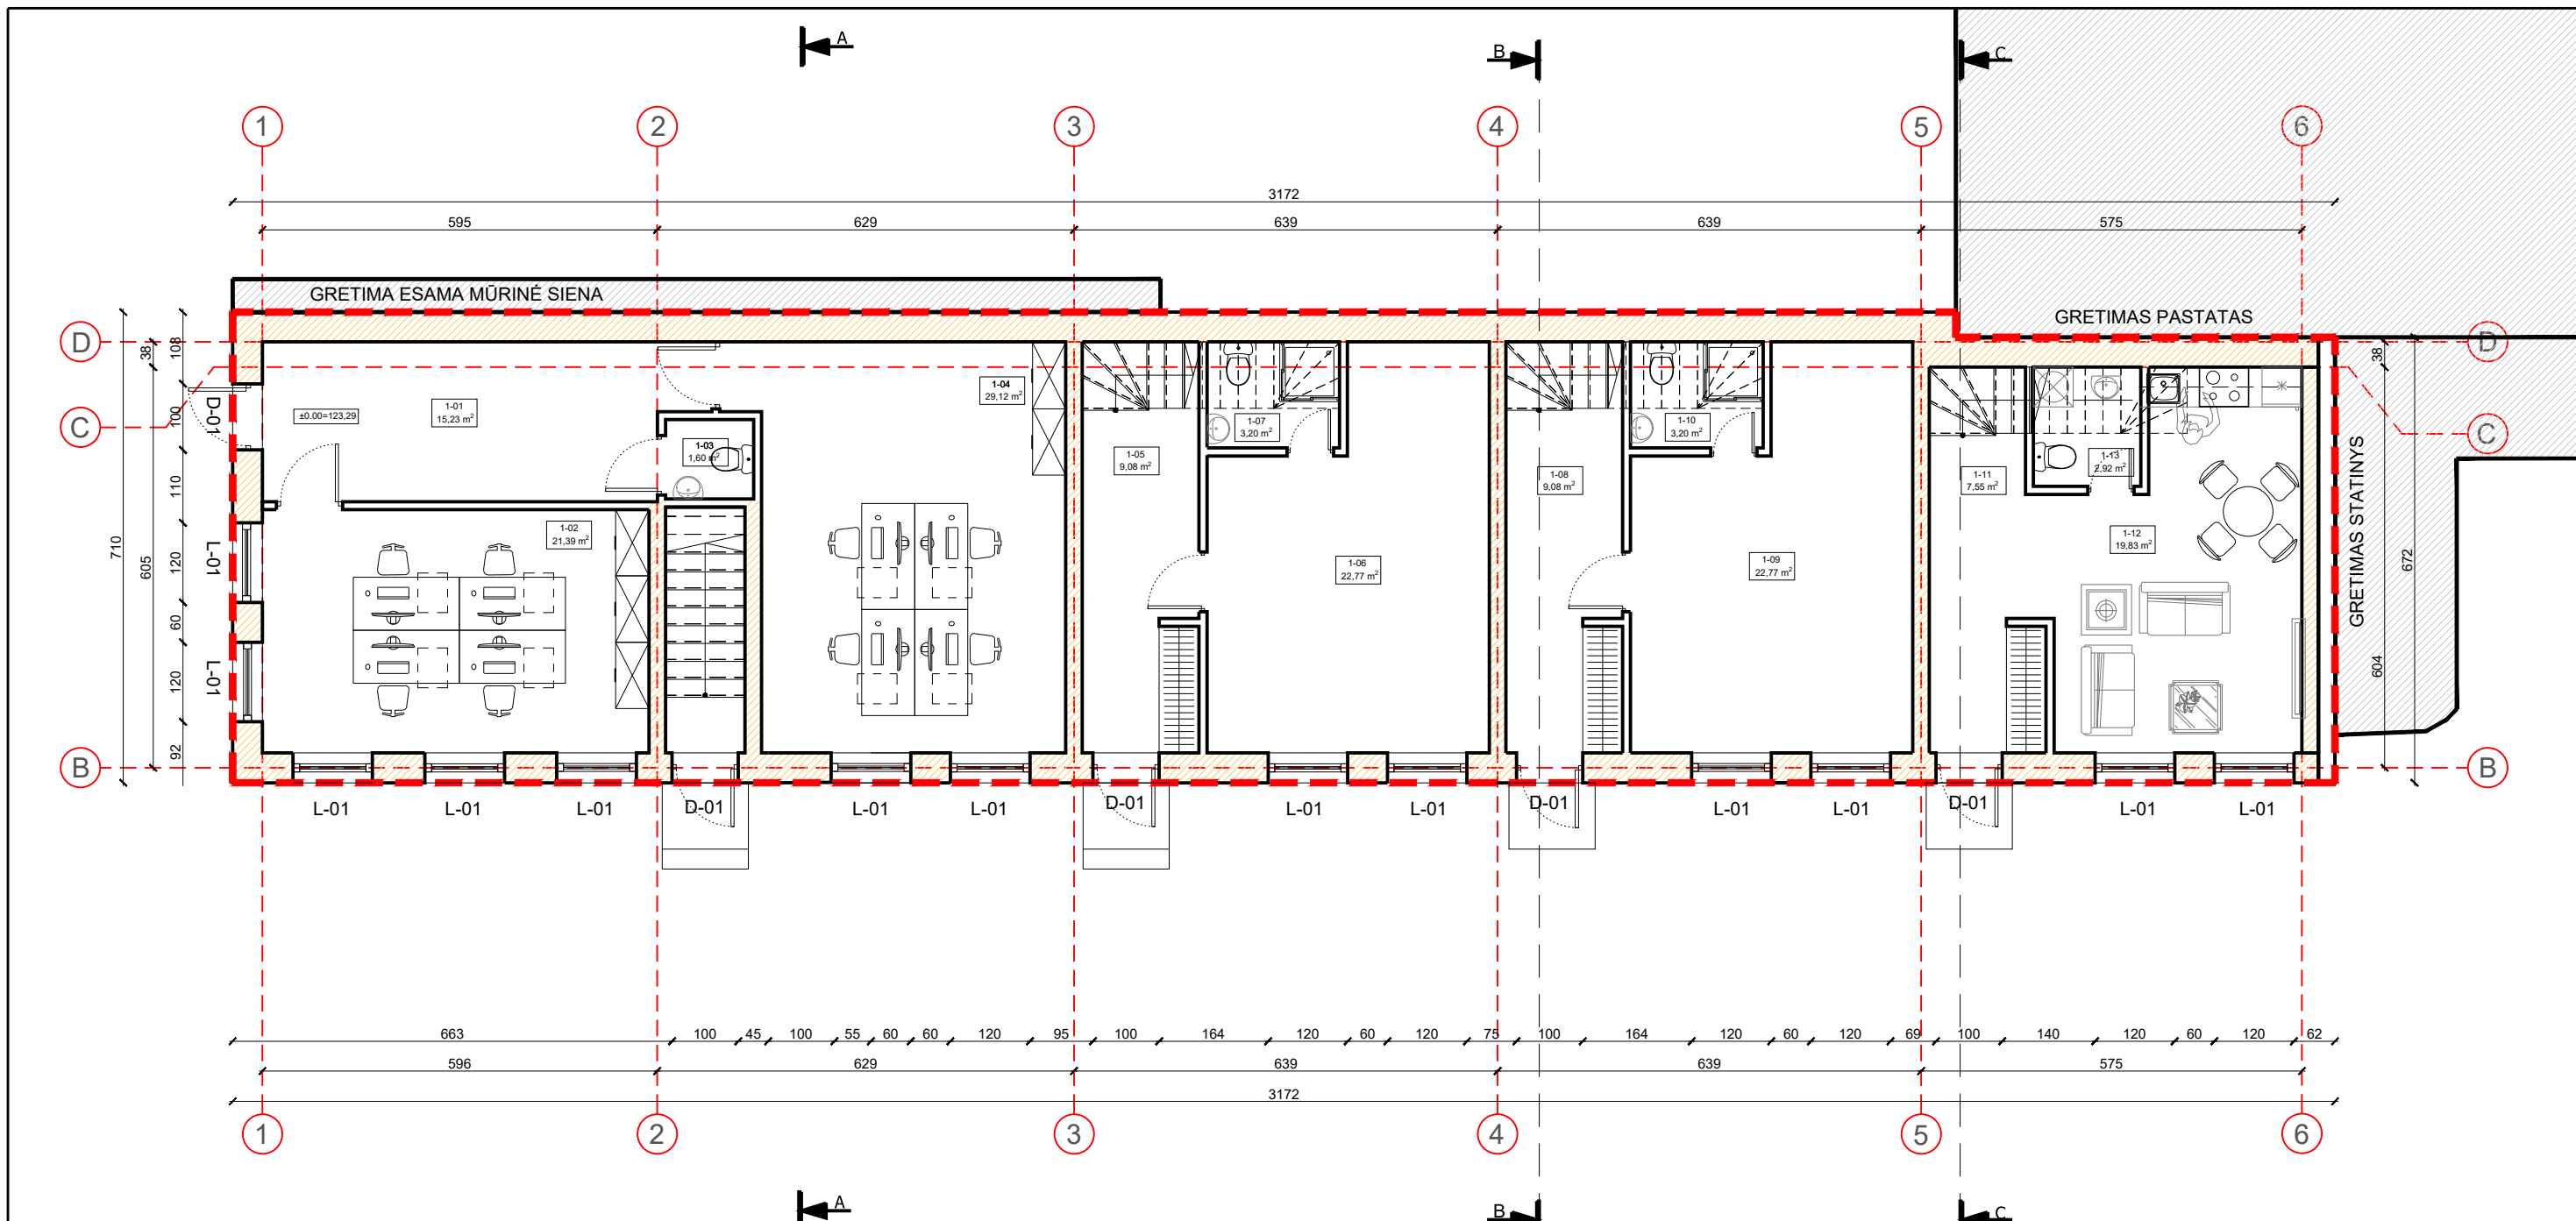 A
B
C
1
2
3
4
5
6
3172
595
629
639
639
575
GRETIMA ESAMA MŪRINĖ SIENA
GRETIMAS PASTATAS
GRETIMAS STATINYS
D
C
B
D
C
B
710
38
605
108
100
110
120
60
120
92
D-01
L-01
L-01
38
604
672
±0.00=123,29
1-01
15,23 m²
1-02
21,39 m²
1-03
1,60 m²
1-04
29,12 m²
1-05
9,08 m²
1-06
22,77 m²
1-07
3,20 m²
1-08
9,08 m²
1-09
22,77 m²
1-10
3,20 m²
1-11
7,55 m²
1-12
19,83 m²
1-13
2,92 m²
L-01
L-01
L-01
D-01
L-01
L-01
D-01
L-01
L-01
D-01
L-01
L-01
D-01
L-01
L-01
663
100
45
100
55
60
60
120
95
100
164
120
60
120
75
100
164
120
60
120
69
100
140
120
60
120
62
596
629
639
639
575
3172
1
2
3
4
5
6
A
B
C